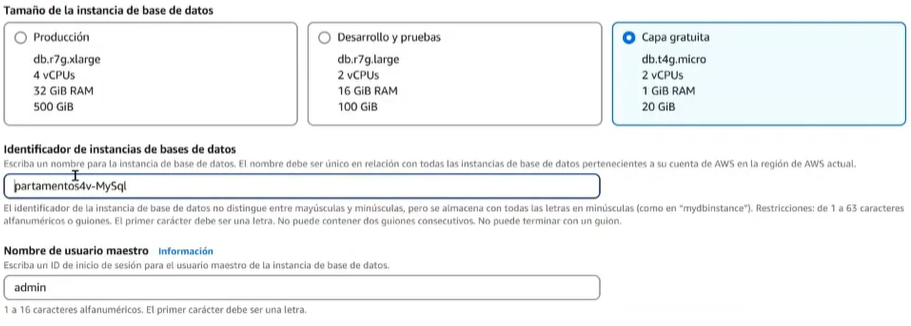 Tamaño de la instancia de base de datos
Producción
db.r7g.xlarge
4 vCPUs
32 GiB RAM
500 GiB
Desarrollo y pruebas
db.r7g.large
2 vCPUs
16 GiB RAM
100 GiB
Capa gratuita
db.t4g.micro
2 vCPUs
1 GiB RAM
20 GiB
Identificador de instancias de bases de datos
Escriba un nombre para la instancia de base de datos. El nombre debe ser único en relación con todas las instancias de base de datos pertenecientes a su cuenta de AWS en la región de AWS actual.
partamentos4v-MySql
El identificador de la instancia de base de datos no distingue entre mayúsculas y minúsculas, pero se almacena con todas las letras en minúsculas (como en "mydbinstance"). Restricciones: de 1 a 63 caracteres
alfanuméricos o guiones. El primer carácter debe ser una letra. No puede contener dos guiones consecutivos. No puede terminar con un guion.
Nombre de usuario maestro Información
Escriba un ID de inicio de sesión para el usuario maestro de la instancia de base de datos.
admin
1 a 16 caracteres alfanuméricos. El primer carácter debe ser una letra.